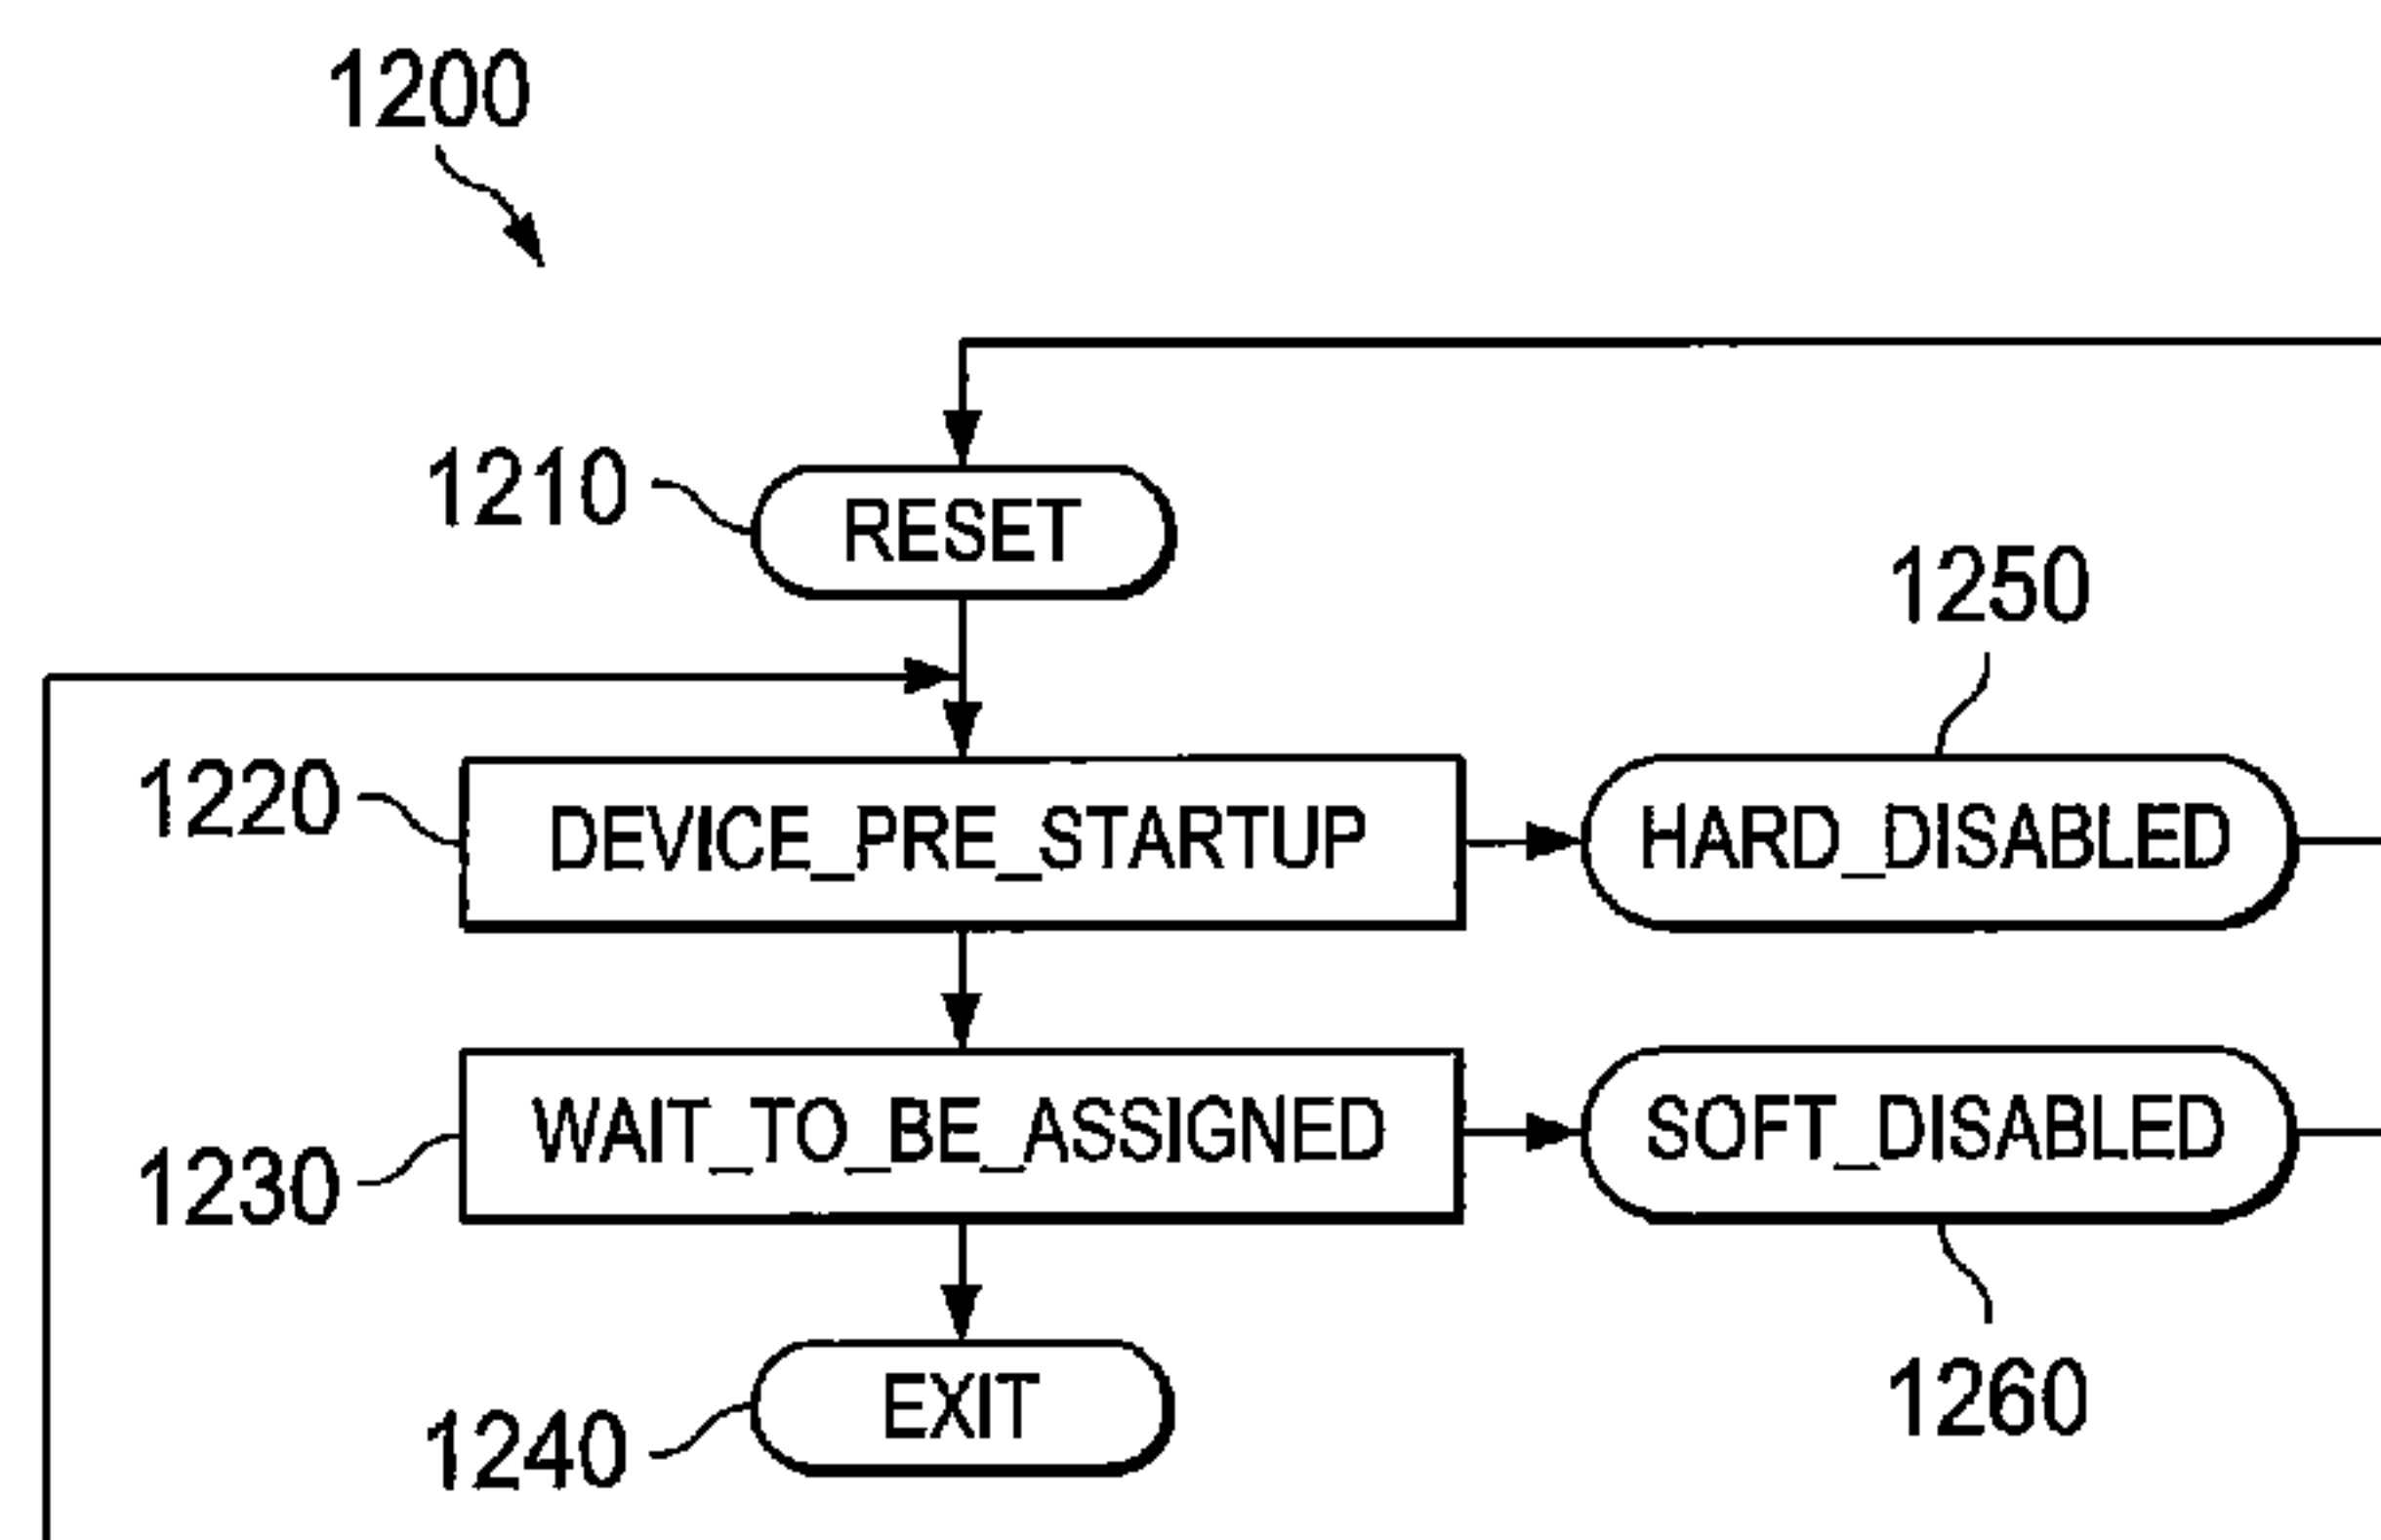 1200
1210
RESET
1250
1220
DEVICE_PRE_STARTUP
HARD_DISABLED
1230
WAIT_TO_BE_ASSIGNED
SOFT_DISABLED
1240
EXIT
1260